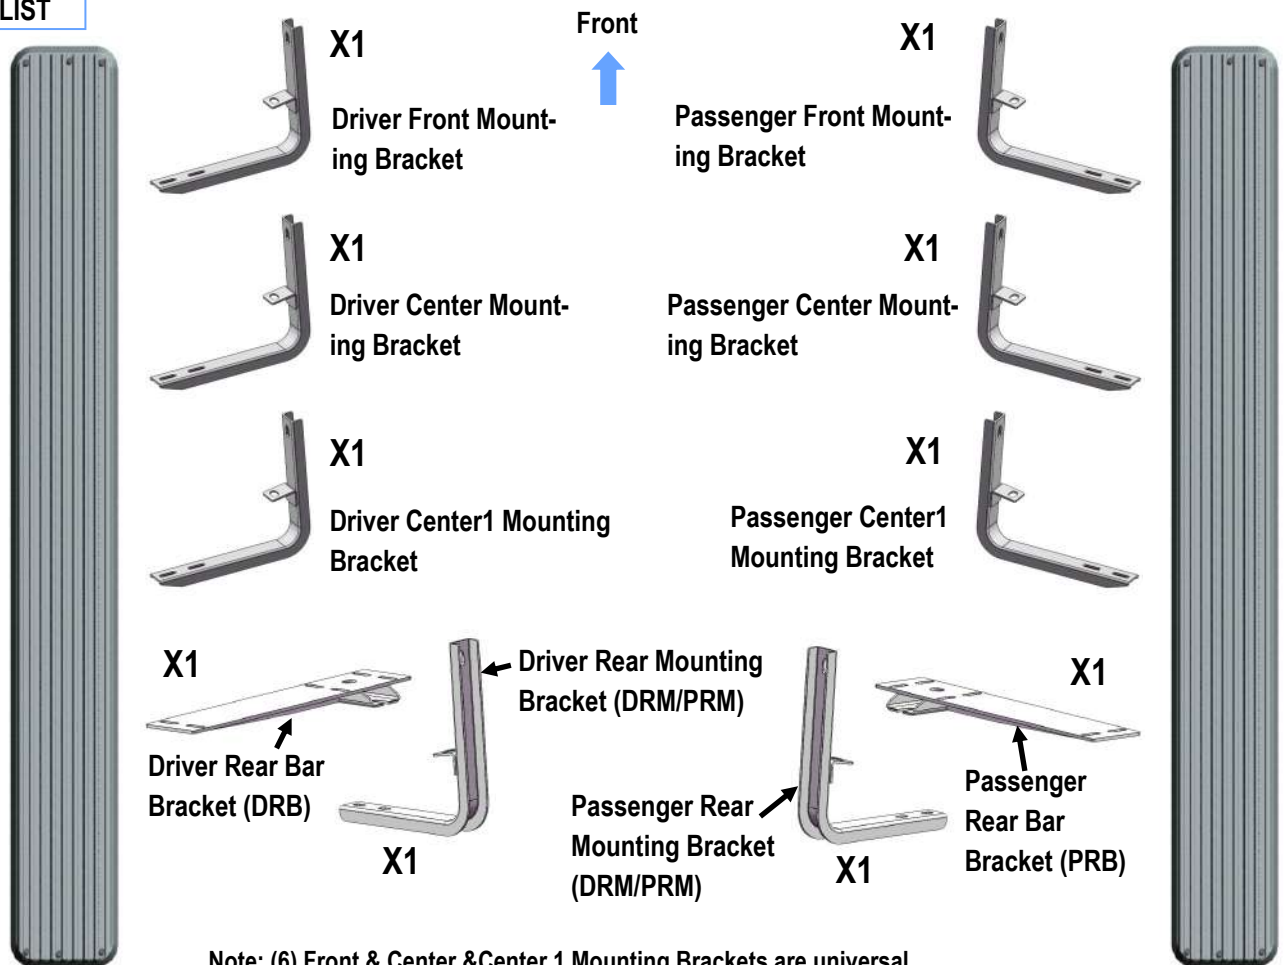 LIST
Front
X1
Driver Front Mount-
ing Bracket
X1
Passenger Front Mount-
ing Bracket
X1
Driver Center Mount-
ing Bracket
X1
Passenger Center Mount-
ing Bracket
X1
Driver Center1 Mounting
Bracket
X1
Passenger Center1
Mounting Bracket
X1
Driver Rear Bar
Bracket (DRB)
Driver Rear Mounting
Bracket (DRM/PRM)
X1
Passenger Rear
Mounting Bracket
(DRM/PRM)
X1
X1
Passenger
Rear Bar
Bracket (PRB)
Note: (6) Front & Center &Center 1 Mounting Brackets are universal